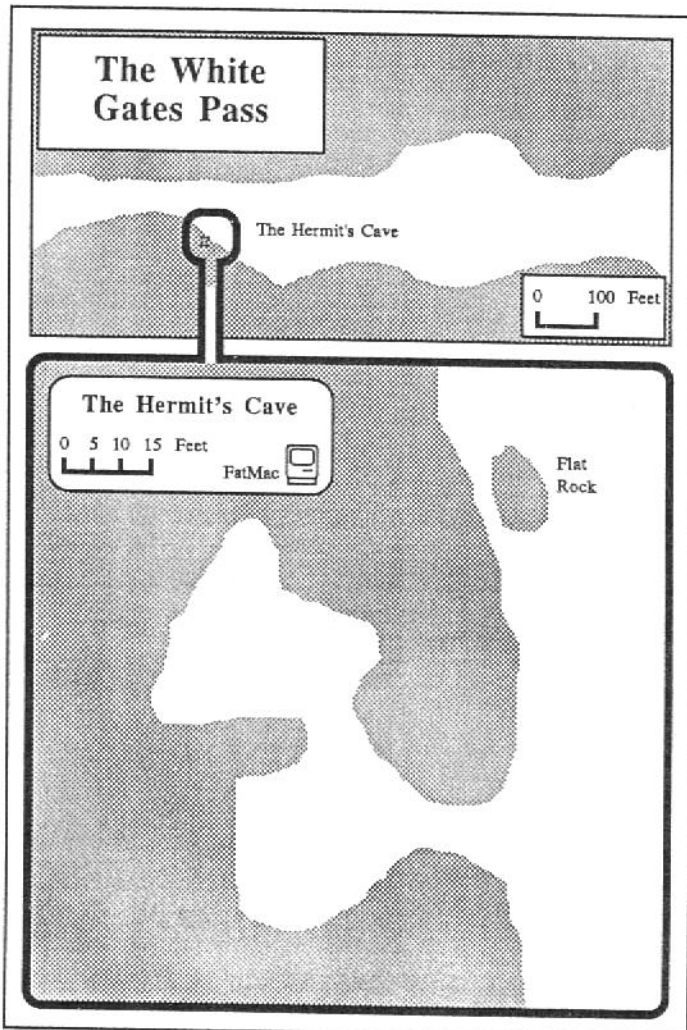 The White
Gates Pass
The Hermit's Cave
0 100 Feet
The Hermit's Cave
0 5 10 15 Feet
FatMac
Flat
Rock